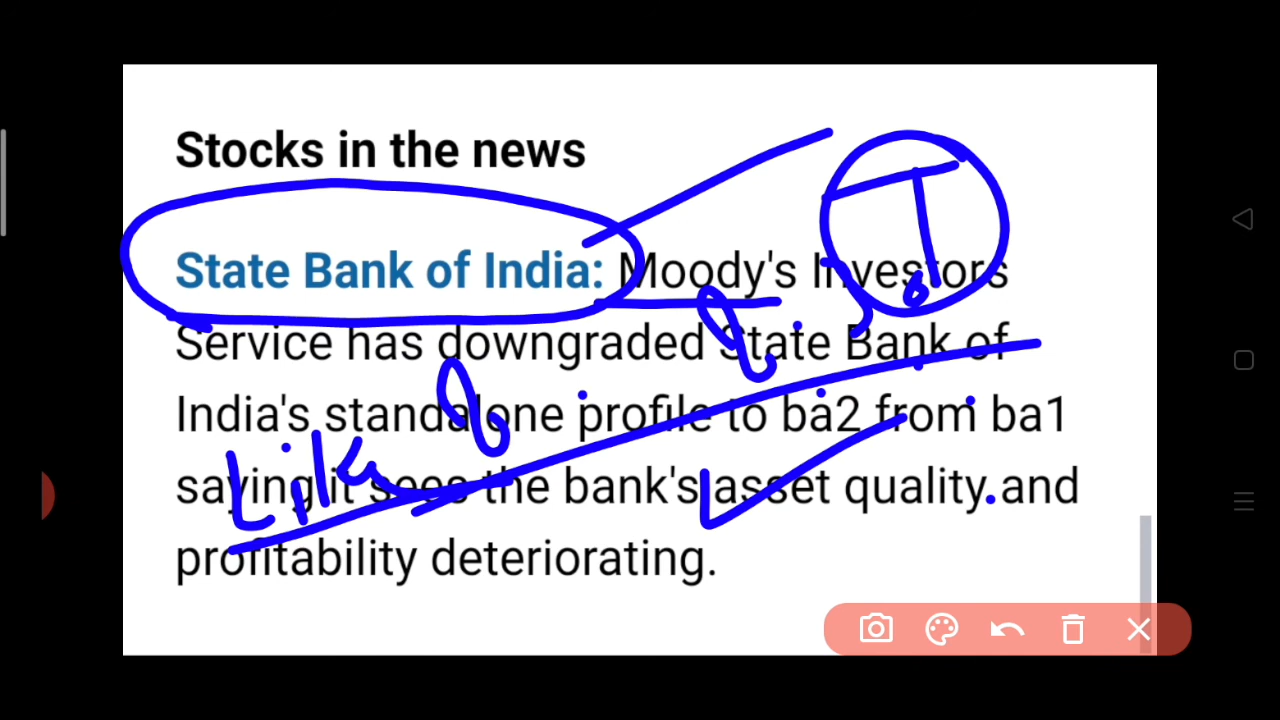 Stocks in the news
State Bank of India: Moody's Investors
Service has downgraded State Bank of
India's standalone profile to ba2 from ba1
saying it sees the bank's asset quality and
profitability deteriorating.
Like